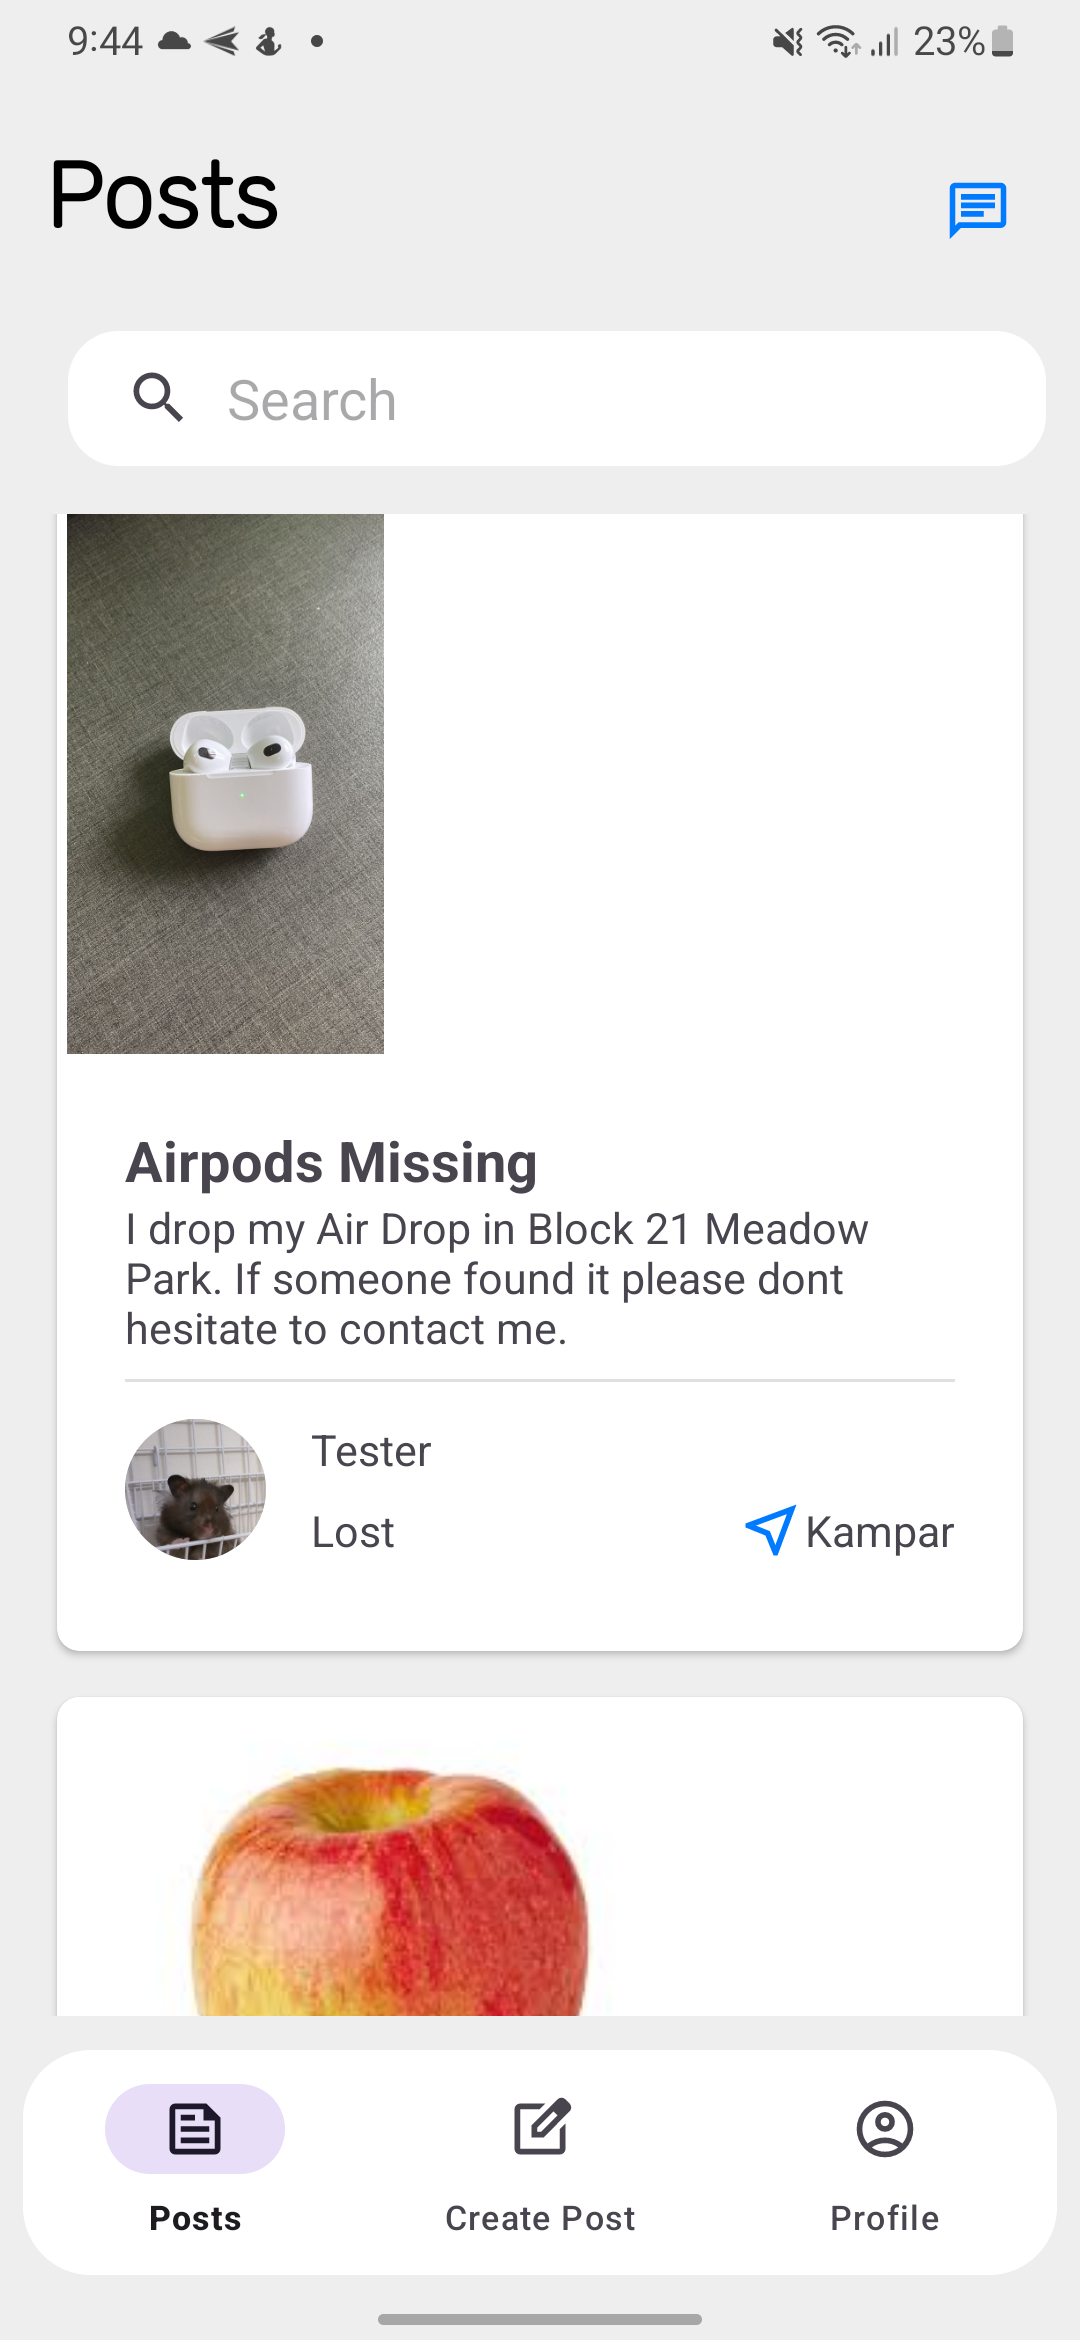 9:44
23%
Posts
Search
Airpods Missing
I drop my Air Drop in Block 21 Meadow
Park. If someone found it please dont
hesitate to contact me.
Tester
Lost
Kampar
Posts
Create Post
Profile